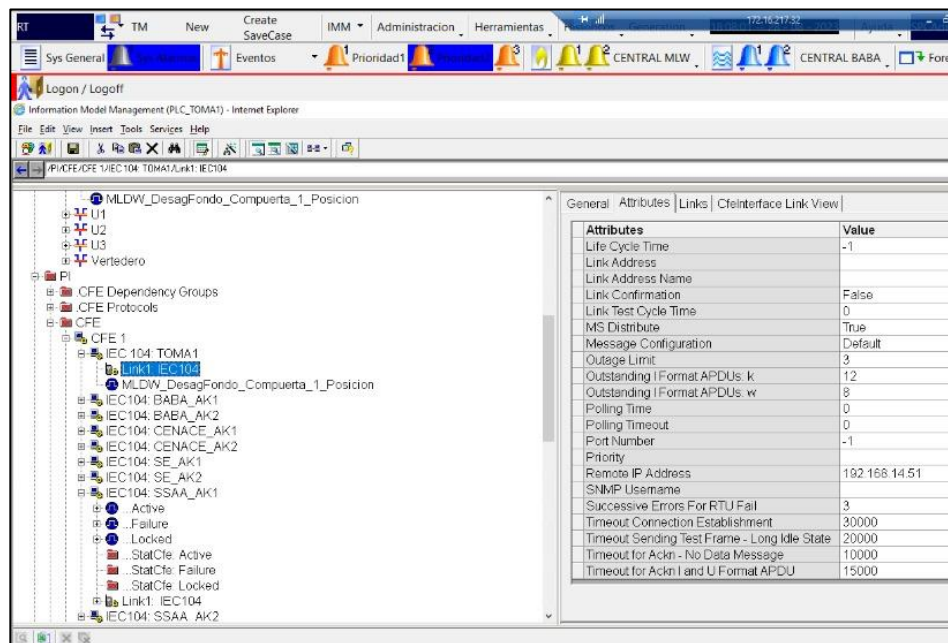 172.16.217.32
RT TM New Create SaveCase IMM Administracion Herramientas
Sys General Eventos Prioridad1 CENTRAL MLW CENTRAL BABA Fore
Logon / Logoff
Information Model Management (PLC_TOMA1) - Internet Explorer
File Edit View Insert Tools Services Help
/PI/CFE/CFE 1/IEC 104: TOMA1/Link1: IEC104
MLDW_DesagFondo_Compuerta_1_Posicion
U1
U2
U3
Vertedero
PI
.CFE Dependency Groups
.CFE Protocols
CFE
CFE 1
IEC 104: TOMA1
Link1: IEC104
MLDW_DesagFondo_Compuerta_1_Posicion
IEC104: BABA_AK1
IEC104: BABA_AK2
IEC104: CENACE_AK1
IEC104: CENACE_AK2
IEC104: SE_AK1
IEC104: SE_AK2
IEC104: SSAA_AK1
...Active
...Failure
...Locked
...StatCfe: Active
...StatCfe: Failure
...StatCfe: Locked
Link1: IEC104
IEC104: SSAA_AK2
General Attributes Links CfeInterface Link View
Attributes Value
Life Cycle Time -1
Link Address
Link Address Name
Link Confirmation False
Link Test Cycle Time 0
MS Distribute True
Message Configuration Default
Outage Limit 3
Outstanding I Format APDUs: k 12
Outstanding I Format APDUs: w 8
Polling Time 0
Polling Timeout 0
Port Number -1
Priority
Remote IP Address 192.168.14.51
SNMP Username
Successive Errors For RTU Fail 3
Timeout Connection Establishment 30000
Timeout Sending Test Frame - Long Idle State 20000
Timeout for Ackn - No Data Message 10000
Timeout for Ackn I and U Format APDU 15000